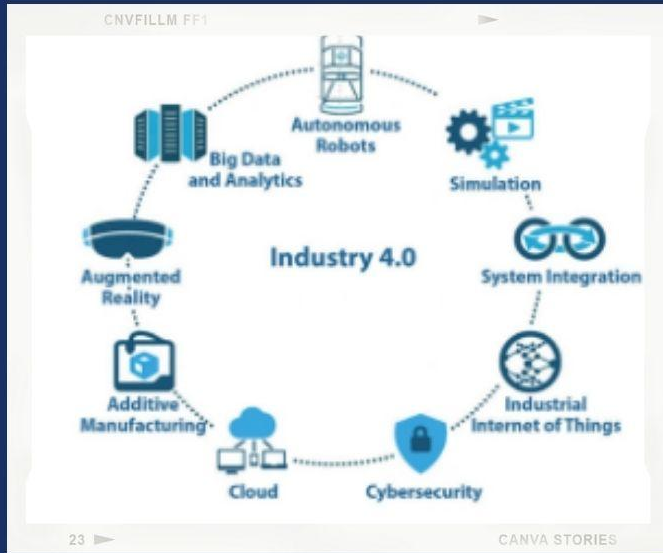 CNVFILLM FF1
Autonomous
Robots
Big Data
and Analytics
Simulation
Industry 4.0
Augmented
Reality
System Integration
Additive
Manufacturing
Industrial
Internet of Things
Cloud
Cybersecurity
23
CANVA STORIES